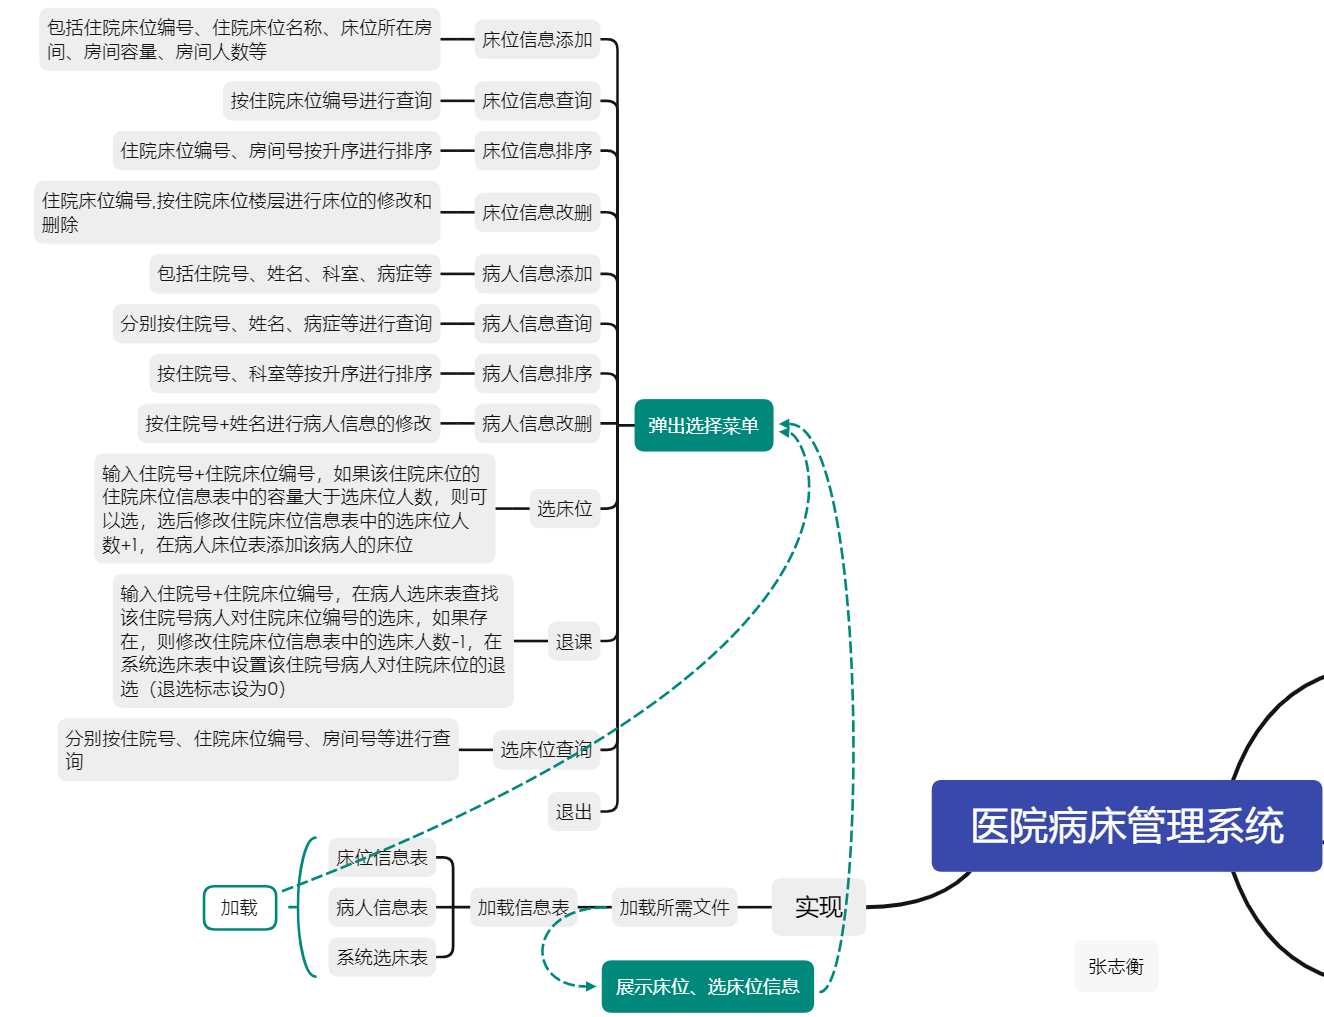 包括住院床位编号、住院床位名称、床位所在房
间、房间容量、房间人数等
床位信息添加
按住院床位编号进行查询
床位信息查询
住院床位编号、房间号按升序进行排序
床位信息排序
住院床位编号,按住院床位楼层进行床位的修改和
删除
床位信息改删
包括住院号、姓名、科室、病症等
病人信息添加
分别按住院号、姓名、病症等进行查询
病人信息查询
按住院号、科室等按升序进行排序
病人信息排序
按住院号+姓名进行病人信息的修改
病人信息改删
弹出选择菜单
输入住院号+住院床位编号，如果该住院床位的
住院床位信息表中的容量大于选床位人数，则可
以选，选后修改住院床位信息表中的选床位人
数+1，在病人床位表添加该病人的床位
选床位
输入住院号+住院床位编号，在病人选床表查找
该住院号病人对住院床位编号的选床，如果存
在，则修改住院床位信息表中的选床人数-1，在
系统选床表中设置该住院号病人对住院床位的退
选（退选标志设为0）
退课
分别按住院号、住院床位编号、房间号等进行查
询
选床位查询
退出
医院病床管理系统
床位信息表
加载
病人信息表
加载信息表
加载所需文件
实现
系统选床表
展示床位、选床位信息
张志衡